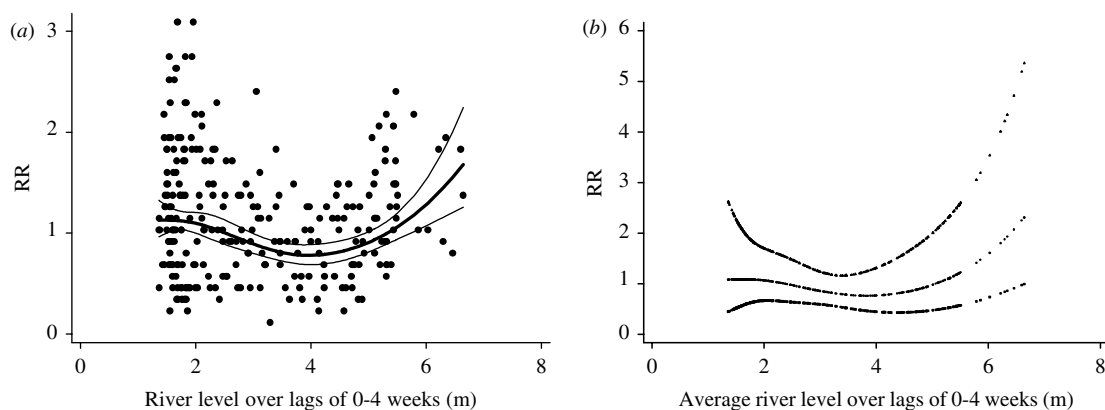 (a)
3
2
1
0
RR
0 2 4 6 8
River level over lags of 0-4 weeks (m)
(b)
6
5
4
3
2
1
0
RR
0 2 4 6 8
Average river level over lags of 0-4 weeks (m)